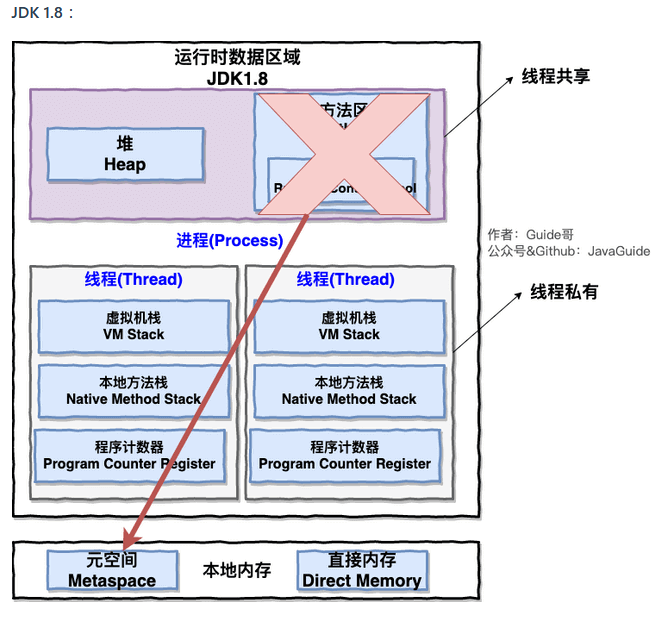 JDK 1.8 ：
运行时数据区域
JDK1.8
线程共享
堆
Heap
方法区
进程(Process)
作者：Guide哥
公众号&Github：JavaGuide
线程(Thread)
线程(Thread)
线程私有
虚拟机栈
VM Stack
虚拟机栈
VM Stack
本地方法栈
Native Method Stack
本地方法栈
Native Method Stack
程序计数器
Program Counter Register
程序计数器
Program Counter Register
元空间
Metaspace
本地内存
直接内存
Direct Memory